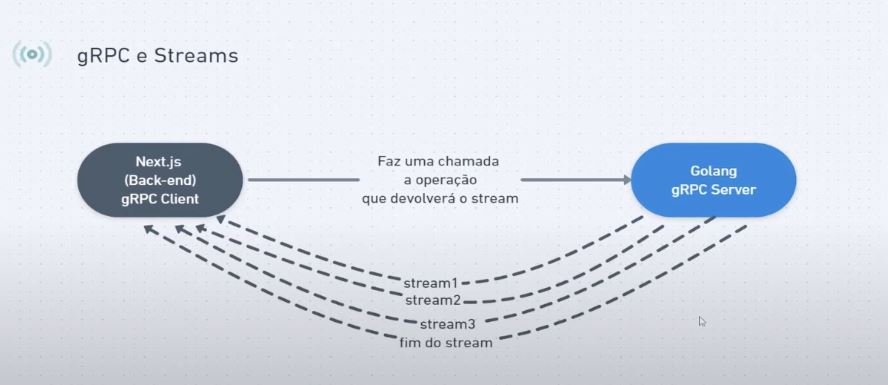 gRPC e Streams
Next.js
(Back-end)
gRPC Client
Faz uma chamada
a operação
que devolverá o stream
Golang
gRPC Server
stream1
stream2
stream3
fim do stream